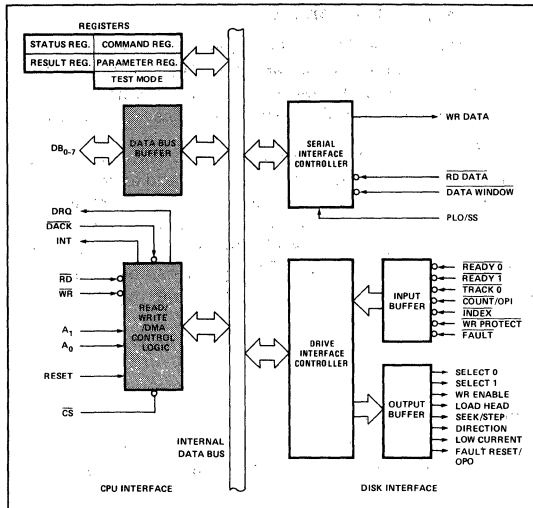 REGISTERS
STATUS REG. COMMAND REG.
RESULT REG. PARAMETER REG.
TEST MODE
DB0-7
DATA BUS
BUFFER
DRQ
DACK
INT
RD
WR
A1
A0
RESET
CS
READ/
WRITE
/DMA
CONTROL
LOGIC
INTERNAL
DATA BUS
CPU INTERFACE
SERIAL
INTERFACE
CONTROLLER
WR DATA
RD DATA
DATA WINDOW
PLO/SS
DRIVE
INTERFACE
CONTROLLER
INPUT
BUFFER
READY 0
READY 1
TRACK 0
COUNT/OPI
INDEX
WR PROTECT
FAULT
OUTPUT
BUFFER
SELECT 0
SELECT 1
WR ENABLE
LOAD HEAD
SEEK/STEP
DIRECTION
LOW CURRENT
FAULT RESET/
OPO
DISK INTERFACE